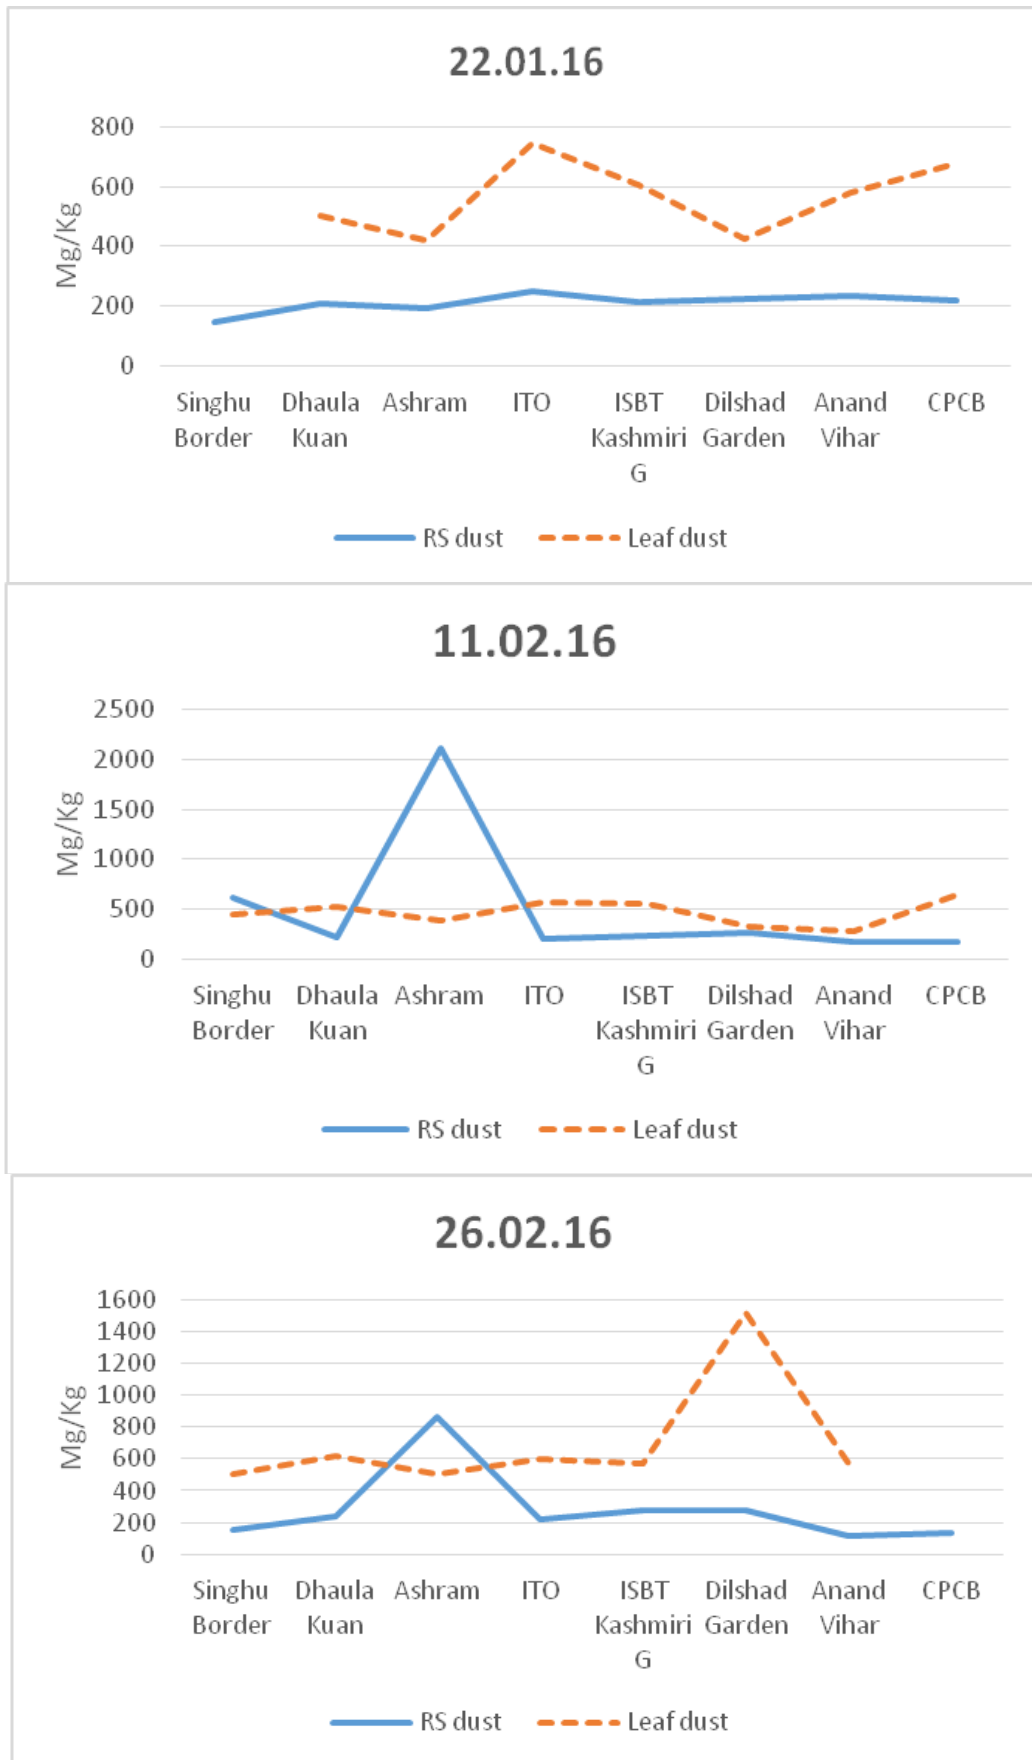 22.01.16
800
600
400
200
0
Mg/Kg
Singhu Dhaula Ashram ITO ISBT Dilshad Anand CPCB
Border Kuan Kashmiri Garden Vihar
G
RS dust Leaf dust
11.02.16
2500
2000
1500
1000
500
0
Mg/Kg
Singhu Dhaula Ashram ITO ISBT Dilshad Anand CPCB
Border Kuan Kashmiri Garden Vihar
G
RS dust Leaf dust
26.02.16
1600
1400
1200
1000
800
600
400
200
0
Mg/Kg
Singhu Dhaula Ashram ITO ISBT Dilshad Anand CPCB
Border Kuan Kashmiri Garden Vihar
G
RS dust Leaf dust